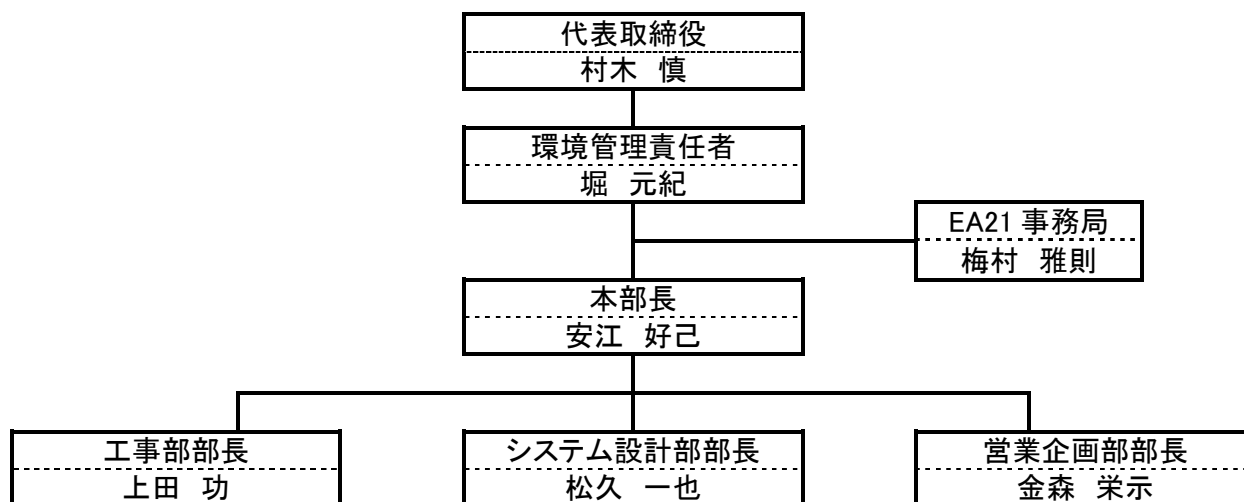 代表取締役
村木 慎
環境管理責任者
堀 元紀
EA21 事務局
梅村 雅則
本部長
安江 好己
工事部部長
上田 功
システム設計部部長
松久 一也
営業企画部部長
金森 栄示